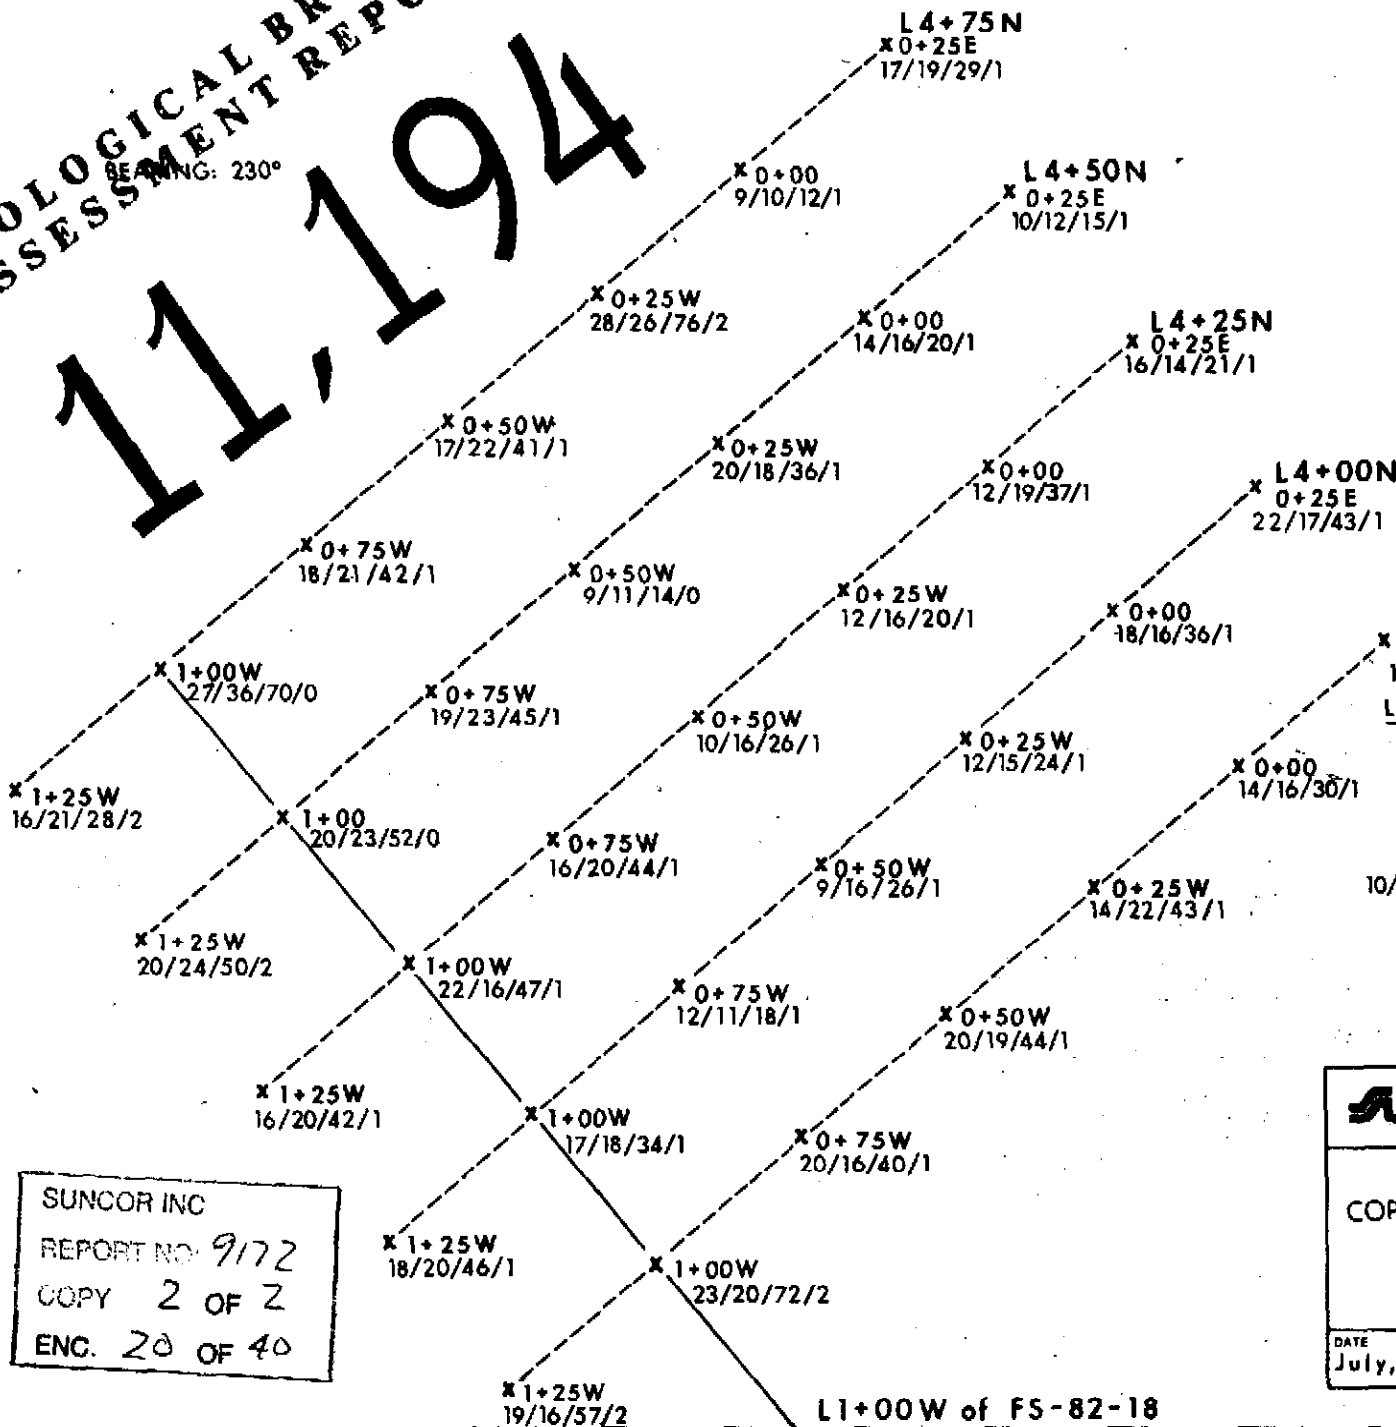 OLOGICAL BR
SSESSMENT REPO
11,194
BEARING: 230°
L 4+75N
0+25E
17/19/29/1
0+00
9/10/12/1
0+25W
28/26/76/2
0+50W
17/22/41/1
0+75W
18/21/42/1
1+00W
27/36/70/0
1+25W
16/21/28/2
L 4+50N
0+25E
10/12/15/1
0+00
14/16/20/1
0+25W
20/18/36/1
0+50W
9/11/14/0
0+75W
19/23/45/1
1+00
20/23/52/0
1+25W
20/24/50/2
L 4+25N
0+25E
16/14/21/1
0+00
12/19/37/1
0+25W
12/16/20/1
0+50W
10/16/26/1
0+75W
16/20/44/1
1+00W
22/16/47/1
1+25W
16/20/42/1
L 4+00N
0+25E
22/17/43/1
0+00
18/16/36/1
0+25W
12/15/24/1
0+50W
9/16/26/1
0+75W
12/11/18/1
1+00W
17/18/34/1
1+25W
18/20/46/1
1
L
0+00
14/16/30/1
0+25W
14/22/43/1
0+50W
20/19/44/1
0+75W
20/16/40/1
1+00W
23/20/72/2
1+25W
19/16/57/2
10/
L1+00W of FS-82-18
SUNCOR INC
REPORT NO: 9172
COPY 2 OF 2
ENC. 20 OF 40
COP
DATE
July,